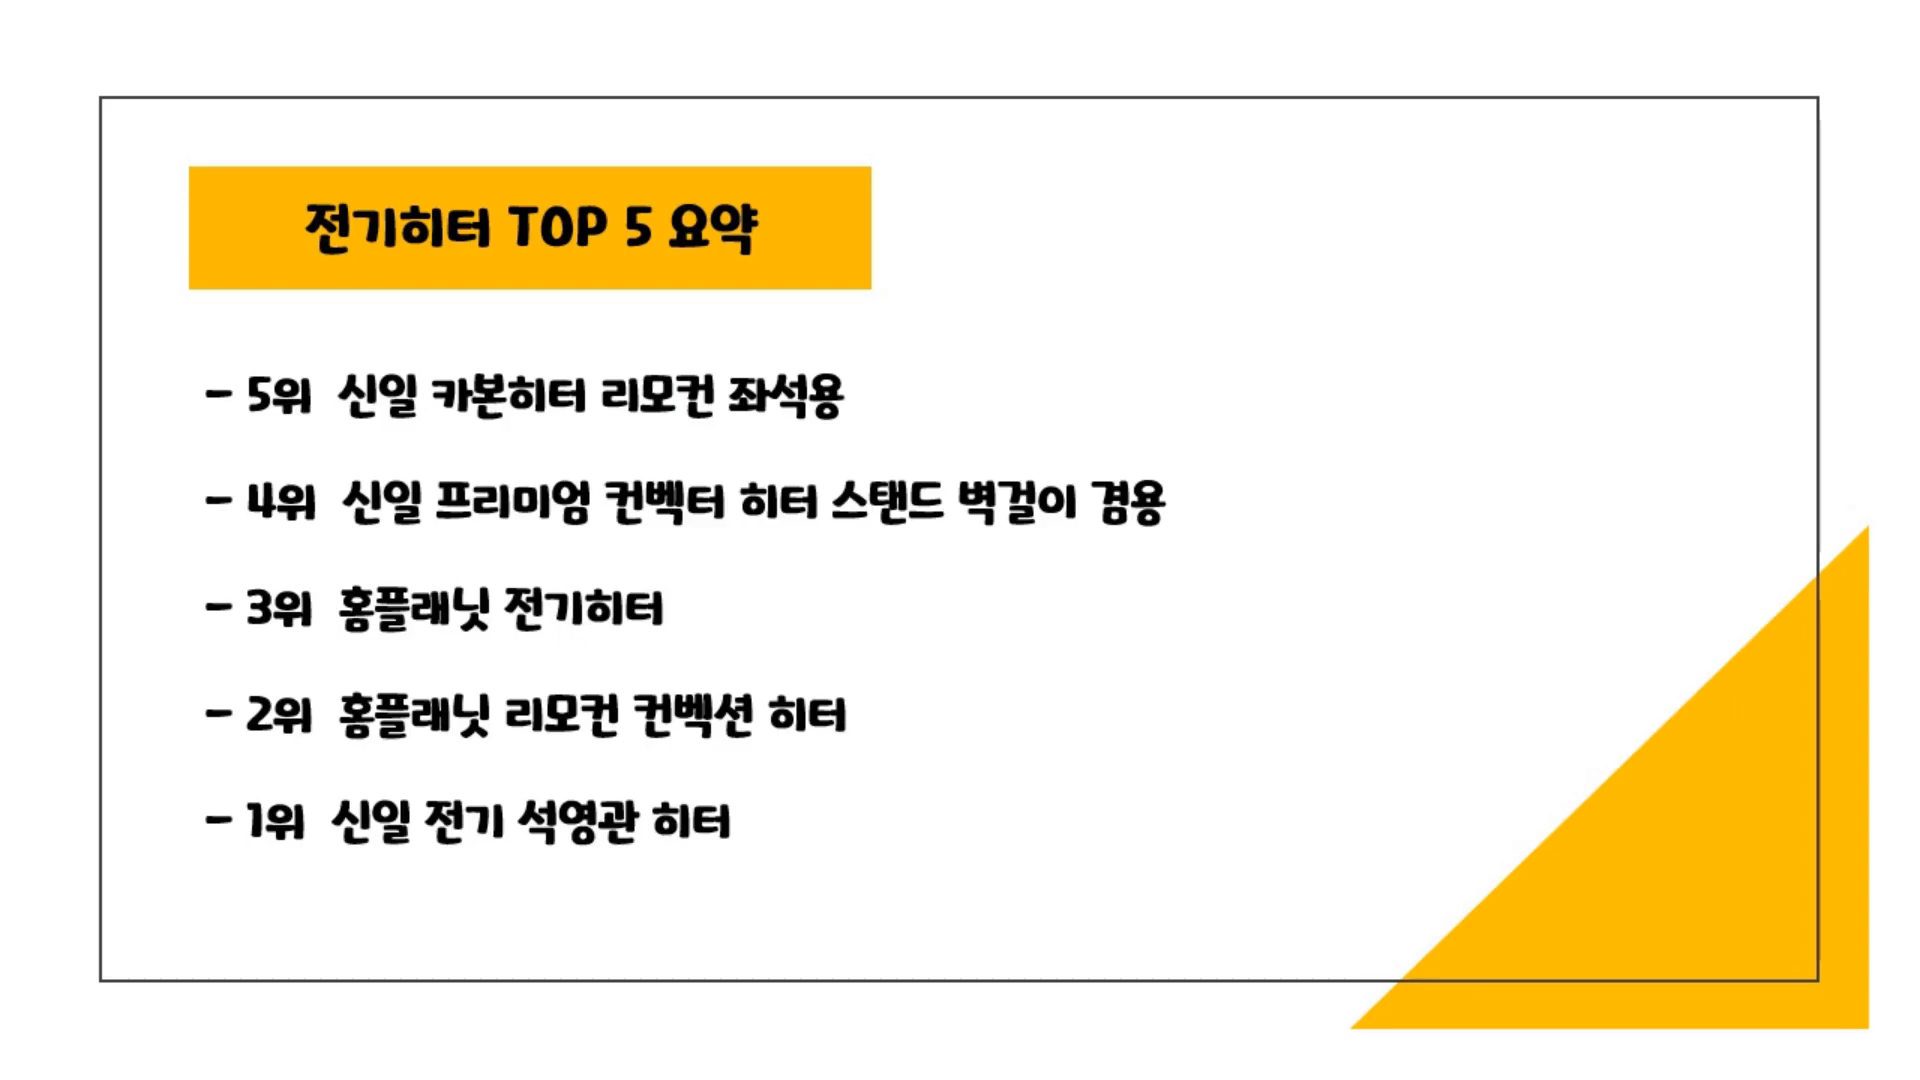 전기히터 TOP 5 요약
- 5위 신일 카본히터 리모컨 좌석용
- 4위 신일 프리미엄 컨벡터 히터 스탠드 벽걸이 겸용
- 3위 홈플래닛 전기히터
- 2위 홈플래닛 리모컨 컨벡션 히터
- 1위 신일 전기 석영관 히터